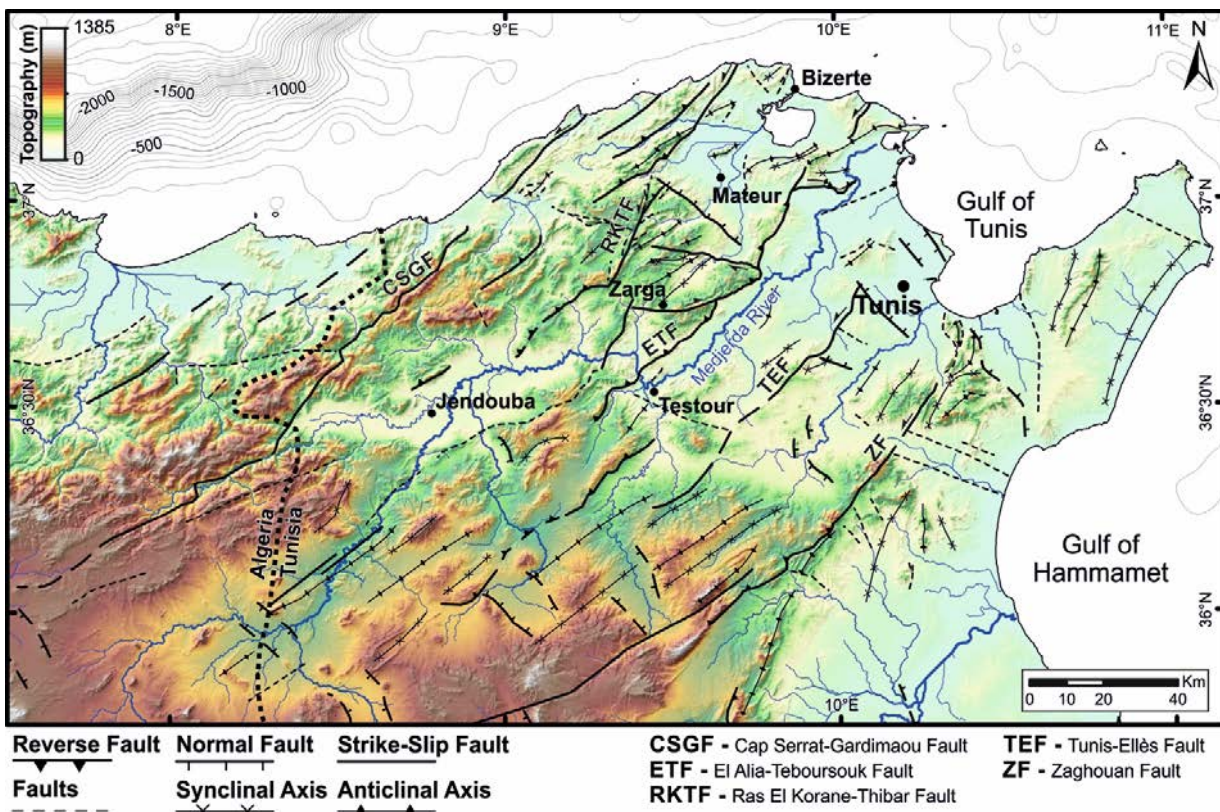 8°E
9°E
10°E
11°E
1385
Topography (m)
0
-2000
-1500
-1000
-500
N
Bizerte
Mateur
37°N
37°N
Gulf of
Tunis
RKTF
CSGF
Zarga
Tunis
Medjerda River
ETF
TEF
36°30'N
36°30'N
Jendouba
Testour
ZF
Algeria
Tunisia
Gulf of
Hammamet
36°N
10°E
Km
0 10 20 40
Reverse Fault
Normal Fault
Strike-Slip Fault
Faults
Synclinal Axis
Anticlinal Axis
CSGF - Cap Serrat-Gardimaou Fault
ETF - El Alia-Teboursouk Fault
RKTF - Ras El Korane-Thibar Fault
TEF - Tunis-Ellès Fault
ZF - Zaghouan Fault